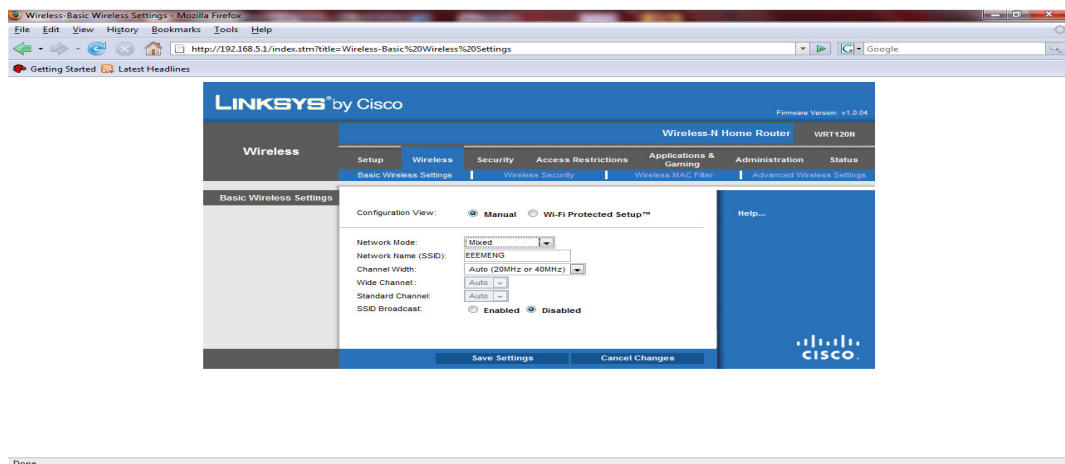 Wireless-Basic Wireless Settings - Mozilla Firefox
File Edit View History Bookmarks Tools Help
http://192.168.5.1/index.stm?title=Wireless-Basic%20Wireless%20Settings
G Google
Getting Started Latest Headlines
LINKSYS® by Cisco
Firmware Version: v1.0.04
Wireless-N Home Router WRT120N
Wireless
Setup Wireless Security Access Restrictions Applications & Gaming Administration Status
Basic Wireless Settings Wireless Security Wireless MAC Filter Advanced Wireless Settings
Basic Wireless Settings
Configuration View: Manual Wi-Fi Protected Setup™
Help...
Network Mode: Mixed
Network Name (SSID): EEEMENG
Channel Width: Auto (20MHz or 40MHz)
Wide Channel: Auto
Standard Channel: Auto
SSID Broadcast: Enabled Disabled
CISCO.
Save Settings Cancel Changes
Done